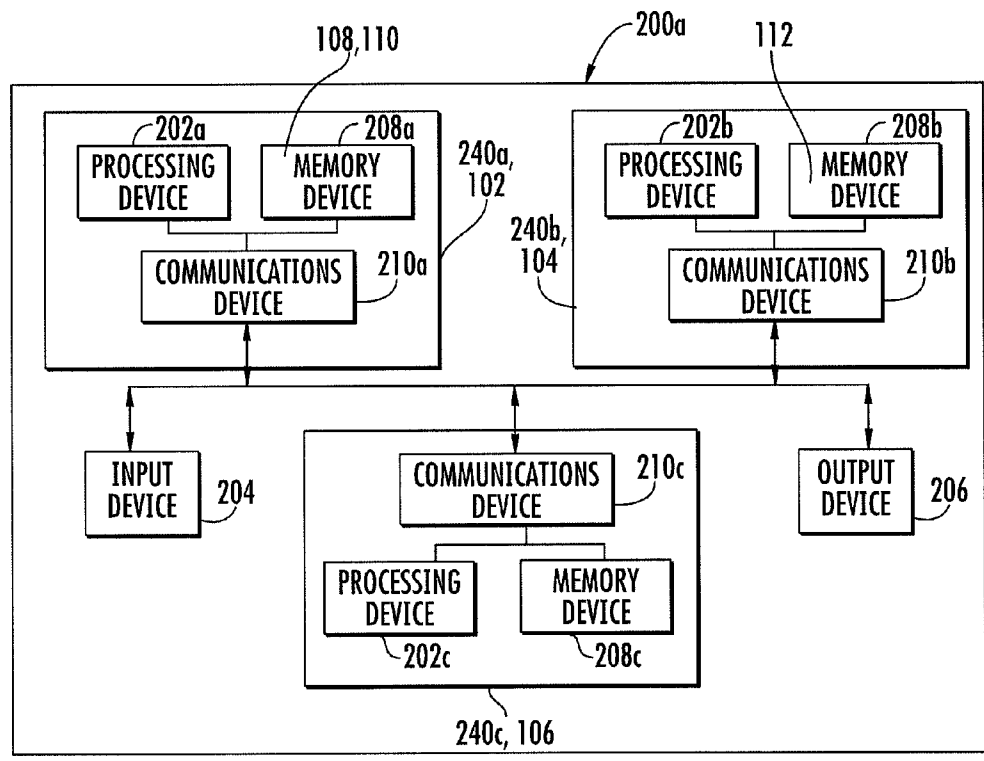 200a
108,110
112
202a
208a
PROCESSING
DEVICE
MEMORY
DEVICE
240a,
102
COMMUNICATIONS
DEVICE
210a
202b
208b
PROCESSING
DEVICE
MEMORY
DEVICE
240b,
104
COMMUNICATIONS
DEVICE
210b
INPUT
DEVICE
204
COMMUNICATIONS
DEVICE
210c
OUTPUT
DEVICE
206
PROCESSING
DEVICE
202c
MEMORY
DEVICE
208c
240c, 106